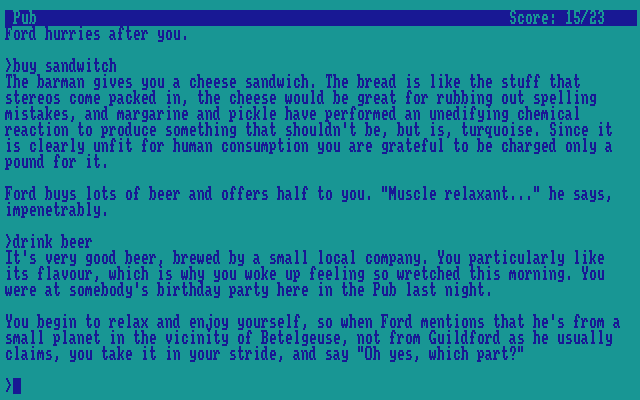 Pub Score: 15/23
Ford hurries after you.
>buy sandwitch
The barman gives you a cheese sandwich. The bread is like the stuff that
stereos come packed in, the cheese would be great for rubbing out spelling
mistakes, and margarine and pickle have performed an unedifying chemical
reaction to produce something that shouldn't be, but is, turquoise. Since it
is clearly unfit for human consumption you are grateful to be charged only a
pound for it.
Ford buys lots of beer and offers half to you. "Muscle relaxant..." he says,
impenetrably.
>drink beer
It's very good beer, brewed by a small local company. You particularly like
its flavour, which is why you woke up feeling so wretched this morning. You
were at somebody's birthday party here in the Pub last night.
You begin to relax and enjoy yourself, so when Ford mentions that he's from a
small planet in the vicinity of Betelgeuse, not from Guildford as he usually
claims, you take it in your stride, and say "Oh yes, which part?"
>